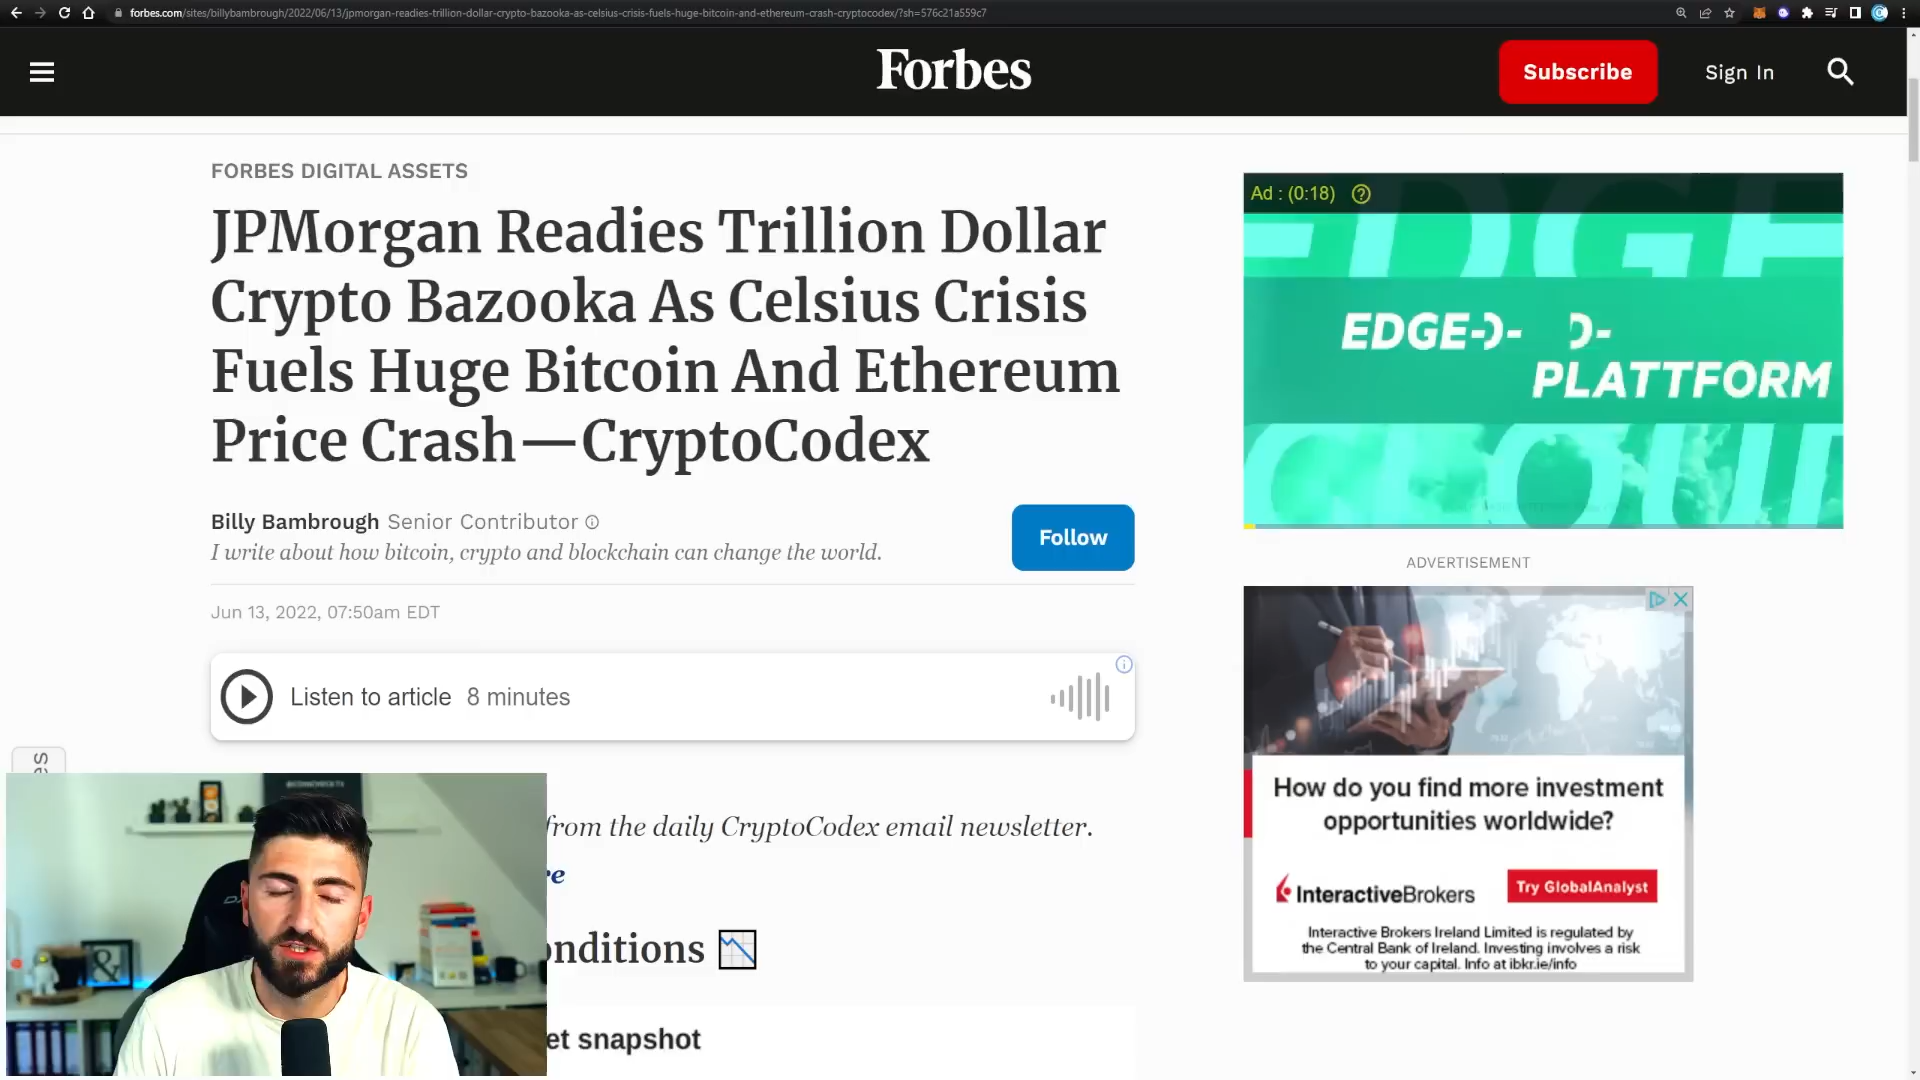 forbes.com/sites/billybambrough/2022/06/13/jpmorgan-readies-trillion-dollar-crypto-bazooka-as-celsius-crisis-fuels-huge-bitcoin-and-ethereum-crash-cryptocodex/?sh=576c21a559c7
Forbes
Subscribe
Sign In
FORBES DIGITAL ASSETS
JPMorgan Readies Trillion Dollar
Crypto Bazooka As Celsius Crisis
Fuels Huge Bitcoin And Ethereum
Price Crash—CryptoCodex
Billy Bambrough Senior Contributor
I write about how bitcoin, crypto and blockchain can change the world.
Follow
Jun 13, 2022, 07:50am EDT
Listen to article 8 minutes
from the daily CryptoCodex email newsletter.
re
onditions
et snapshot
es
&
Ad : (0:18)
EDGE
EDGE-D- D-
PLATTFORM
CLOUD
ADVERTISEMENT
How do you find more investment
opportunities worldwide?
InteractiveBrokers
Try GlobalAnalyst
Interactive Brokers Ireland Limited is regulated by
the Central Bank of Ireland. Investing involves a risk
to your capital. Info at ibkr.ie/info